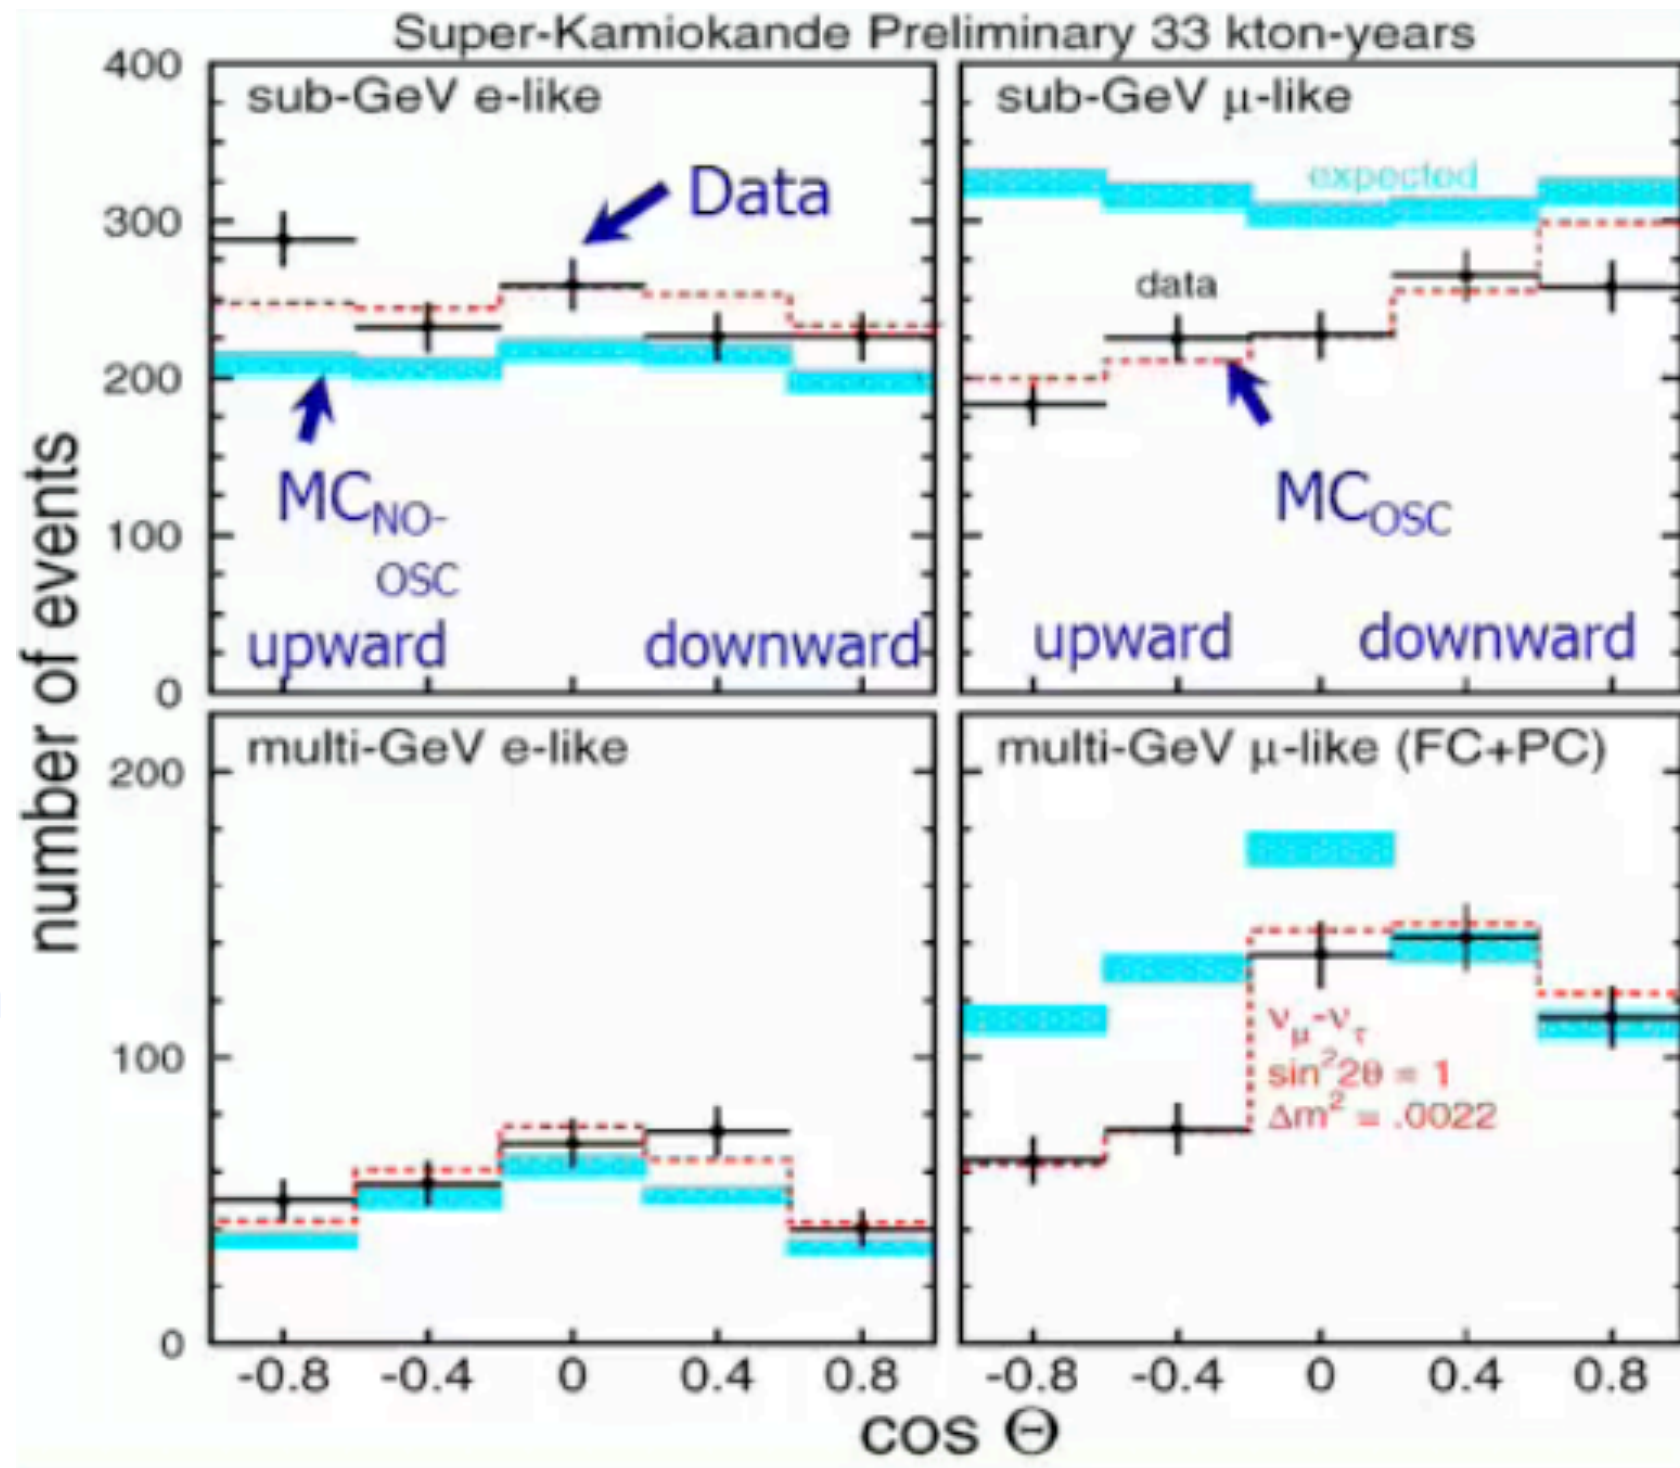 Super-Kamiokande Preliminary 33 kton-years
number of events
400
300
200
100
0
sub-GeV e-like
Data
MC_NO-
OSC
upward downward
sub-GeV μ-like
expected
data
MC_OSC
upward downward
200
100
0
multi-GeV e-like
multi-GeV μ-like (FC+PC)
ν_μ-ν_τ
sin²2θ = 1
Δm² = .0022
-0.8 -0.4 0 0.4 0.8
-0.8 -0.4 0 0.4 0.8
cos Θ